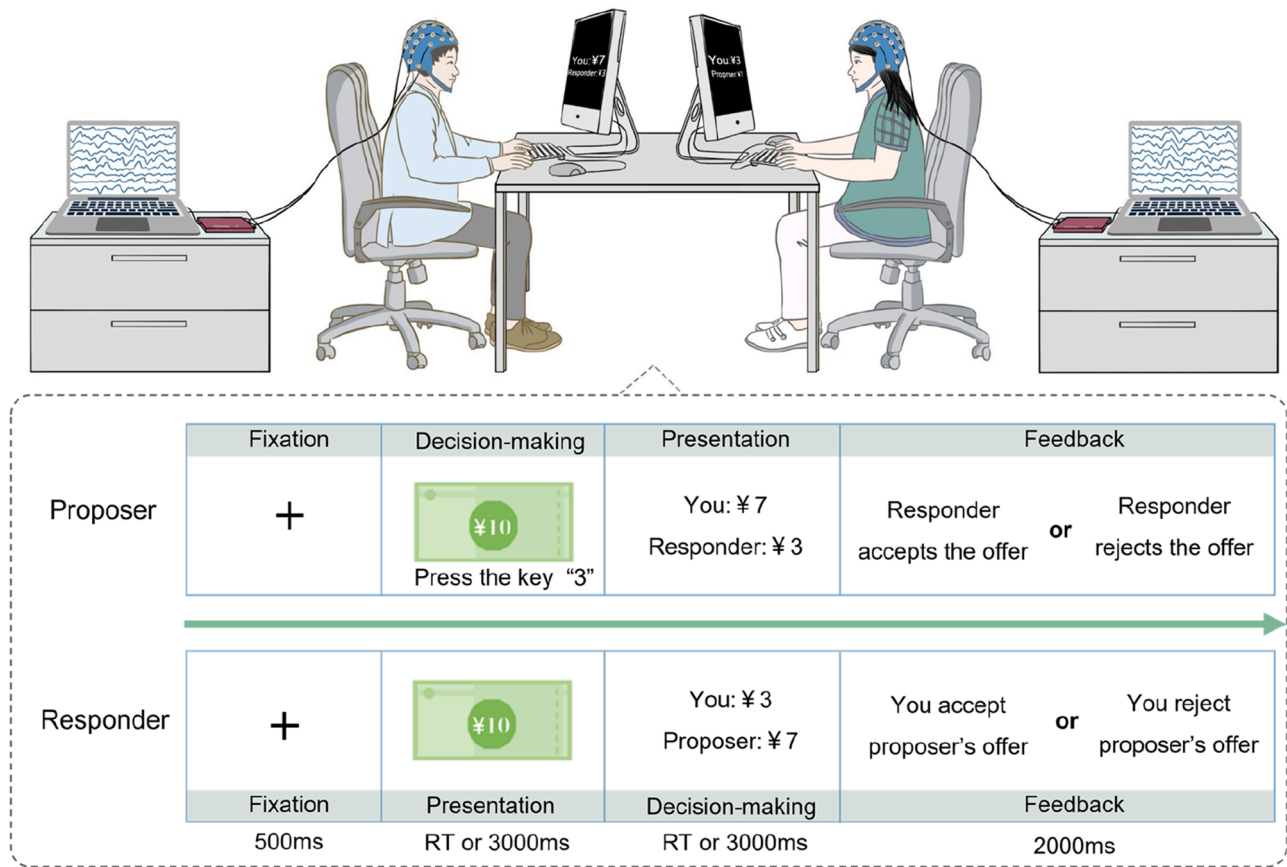 You:¥7
Responder:¥3
You:¥3
Proposer:¥7
Fixation
Decision-making
Presentation
Feedback
Proposer
+
¥10
Press the key “3”
You: ¥ 7
Responder: ¥ 3
Responder
accepts the offer
or
Responder
rejects the offer
Responder
+
¥10
You: ¥ 3
Proposer: ¥ 7
You accept
proposer’s offer
or
You reject
proposer’s offer
Fixation
Presentation
Decision-making
Feedback
500ms
RT or 3000ms
RT or 3000ms
2000ms